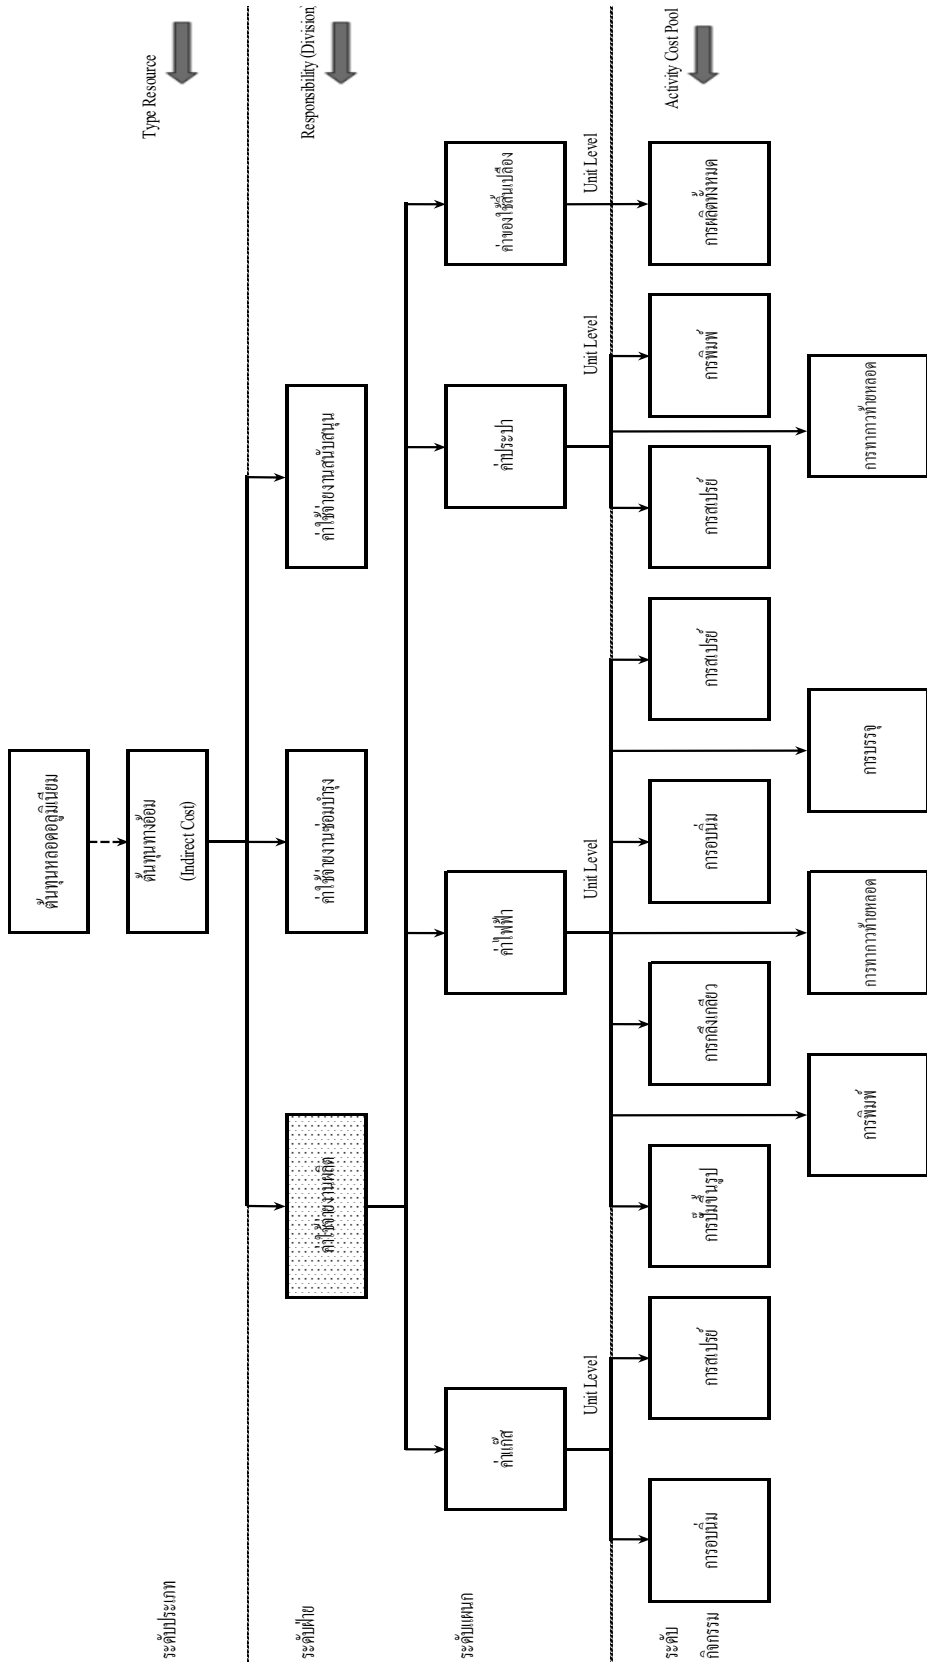 ต้นทุนหลอดอลูมิเนียม
ระดับประเภท
ต้นทุนทางอ้อม
(Indirect Cost)
Type Resource
ระดับฝ่าย
ค่าใช้จ่ายงานผลิต
ค่าใช้จ่ายงานซ่อมบำรุง
ค่าใช้จ่ายงานสนับสนุน
Responsibility (Division)
ระดับแผนก
ค่าแก๊ส
ค่าไฟฟ้า
ค่าประปา
ค่าของใช้สิ้นเปลือง
Unit Level
Unit Level
Unit Level
Unit Level
ระดับ
กิจกรรม
การอบนิ่ม
การสเปรย์
การปั๊มขึ้นรูป
การกลึงเกลียว
การอบนิ่ม
การสเปรย์
การสเปรย์
การพิมพ์
การผลิตทั้งหมด
Activity Cost Pool
การพิมพ์
การทากาวท้ายหลอด
การบรรจุ
การทากาวท้ายหลอด